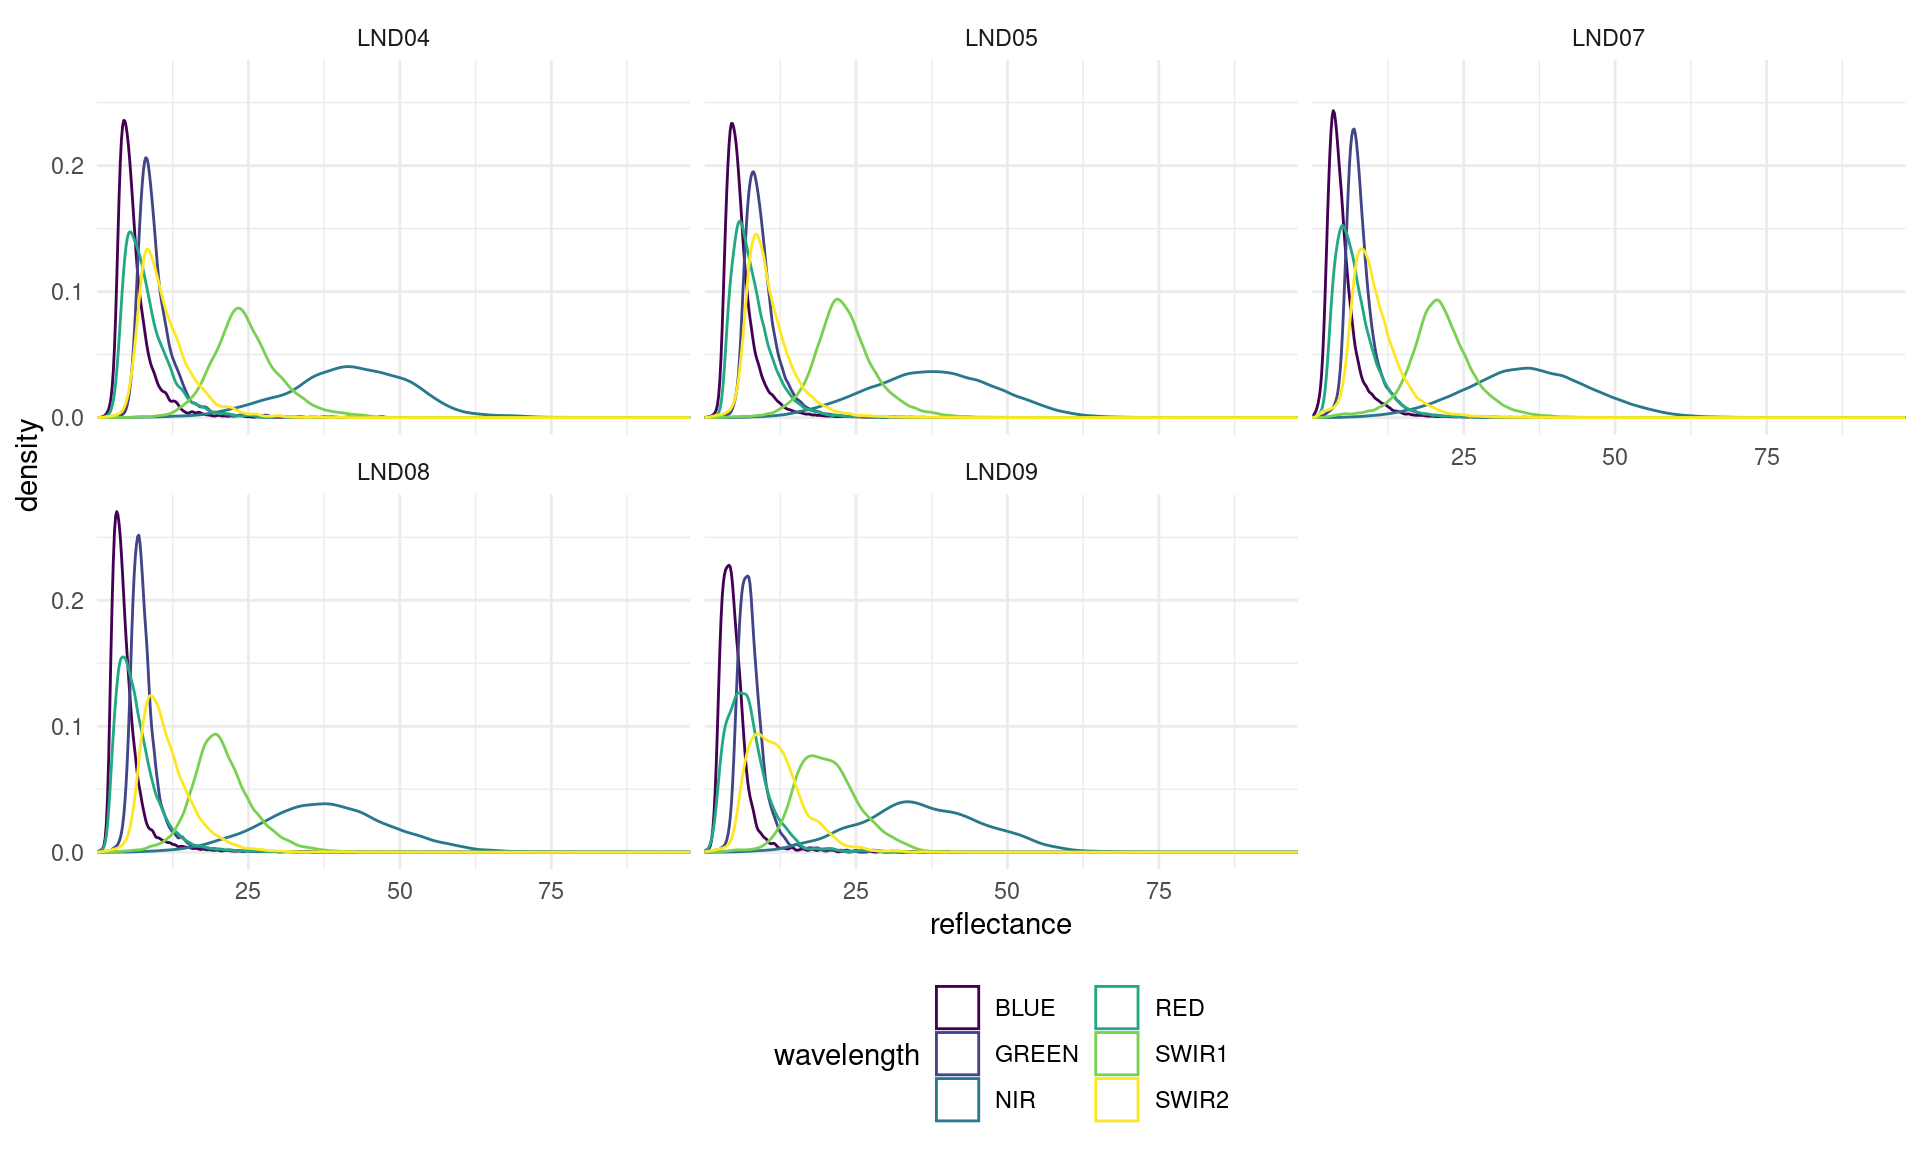 LND04 LND05 LND07
0.2
0.1
0.0
25 50 75
LND08 LND09
density
0.2
0.1
0.0
25 50 75 25 50 75
reflectance
wavelength
BLUE RED
GREEN SWIR1
NIR SWIR2